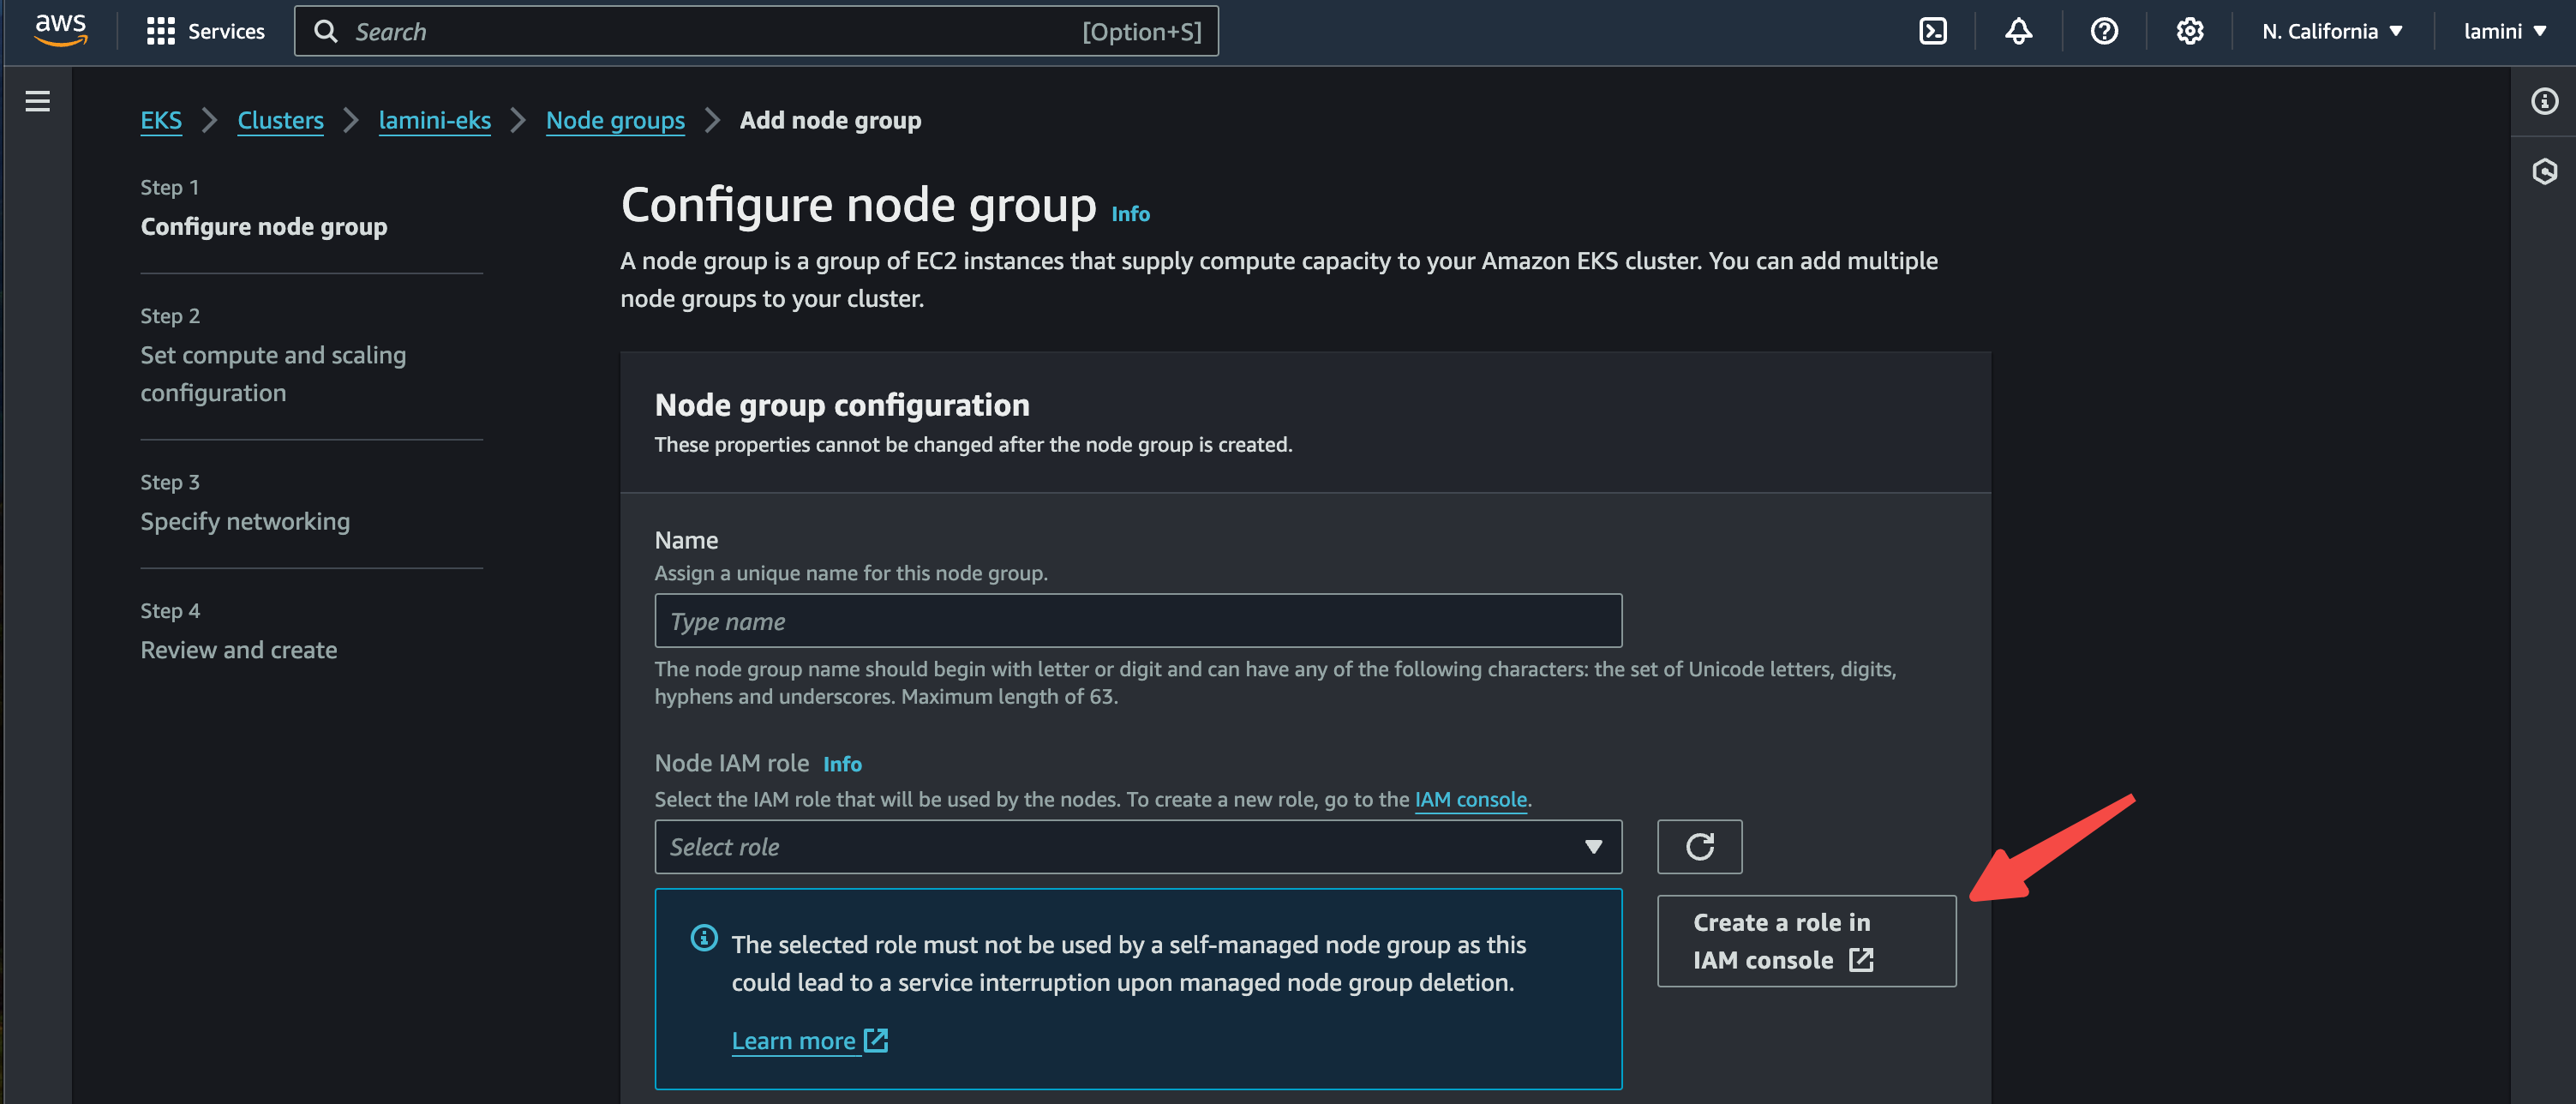 aws
Services
Search
[Option+S]
N. California
lamini
EKS
Clusters
lamini-eks
Node groups
Add node group
Step 1
Configure node group
Step 2
Set compute and scaling
configuration
Step 3
Specify networking
Step 4
Review and create
Configure node group Info
A node group is a group of EC2 instances that supply compute capacity to your Amazon EKS cluster. You can add multiple
node groups to your cluster.
Node group configuration
These properties cannot be changed after the node group is created.
Name
Assign a unique name for this node group.
Type name
The node group name should begin with letter or digit and can have any of the following characters: the set of Unicode letters, digits,
hyphens and underscores. Maximum length of 63.
Node IAM role Info
Select the IAM role that will be used by the nodes. To create a new role, go to the IAM console.
Select role
The selected role must not be used by a self-managed node group as this
could lead to a service interruption upon managed node group deletion.
Learn more
Create a role in
IAM console